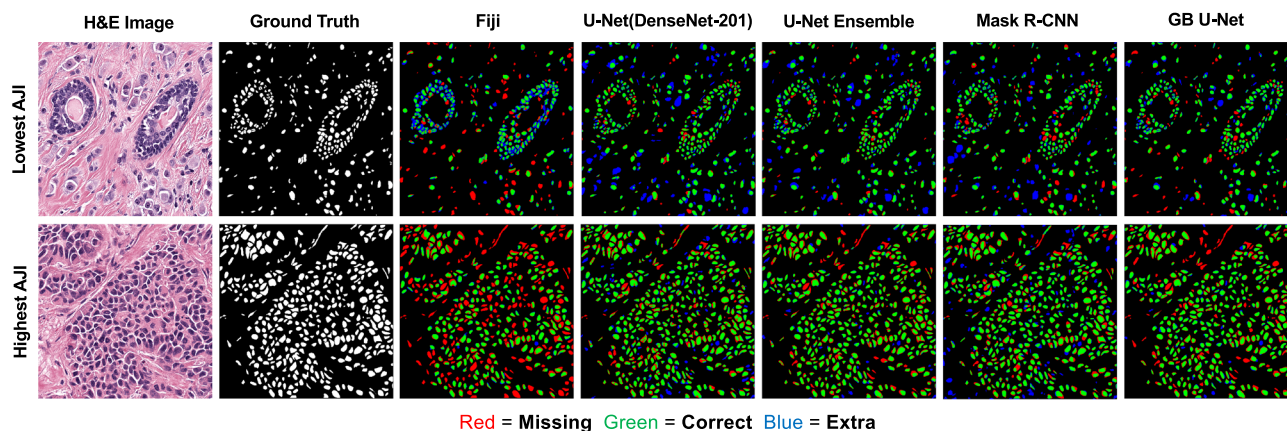 H&E Image Ground Truth Fiji U-Net(DenseNet-201) U-Net Ensemble Mask R-CNN GB U-Net
Lowest AJI
Highest AJI
Red = Missing Green = Correct Blue = Extra